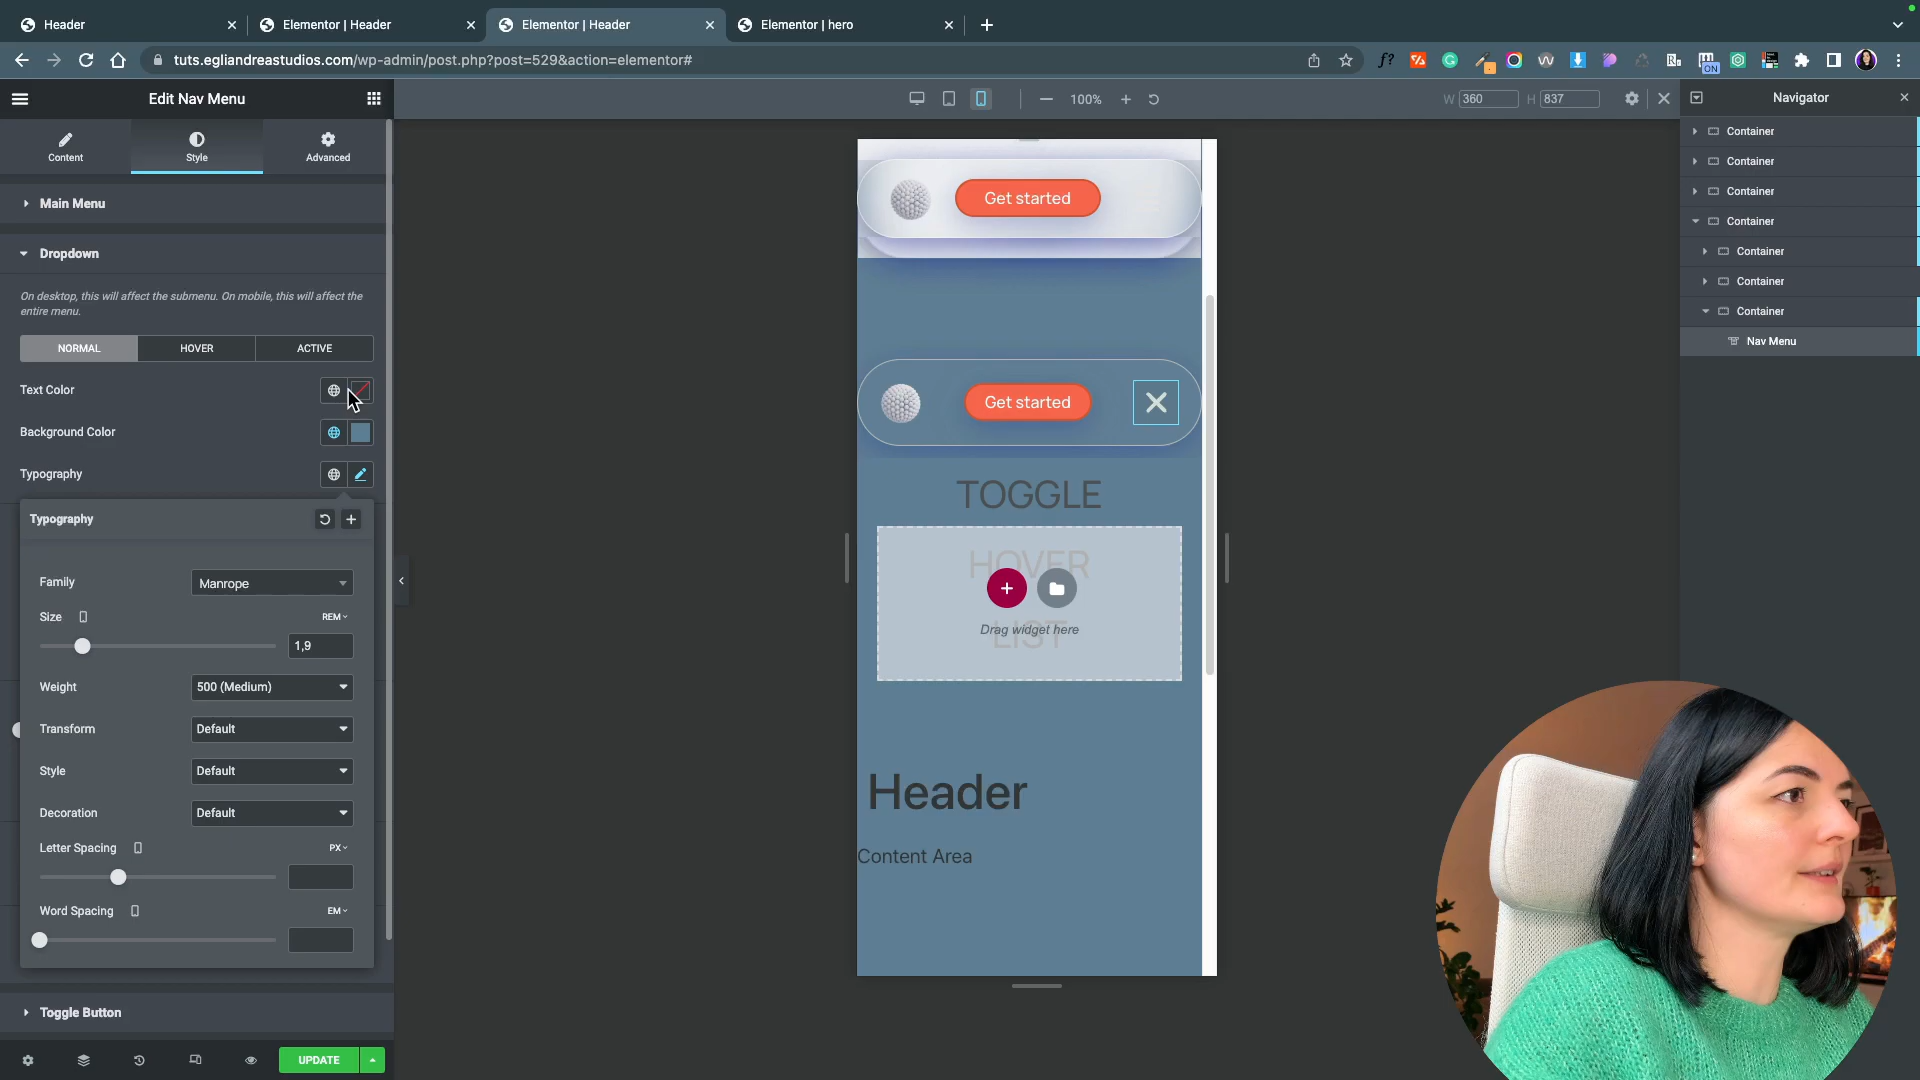 Header
Elementor | Header
Elementor | Header
Elementor | hero
tuts.egliandreastudios.com/wp-admin/post.php?post=529&action=elementor#
ON
Edit Nav Menu
100%
W 360
H 837
Navigator
Content
Style
Advanced
Main Menu
Dropdown
On desktop, this will affect the submenu. On mobile, this will affect the
entire menu.
NORMAL
HOVER
ACTIVE
Text Color
Background Color
Typography
Typography
Family
Manrope
Size
REM
1,9
Weight
500 (Medium)
Transform
Default
Style
Default
Decoration
Default
Letter Spacing
PX
Word Spacing
EM
Toggle Button
UPDATE
Get started
Get started
TOGGLE
HOVER
LIST
Drag widget here
Header
Content Area
Container
Container
Container
Container
Container
Container
Container
Nav Menu